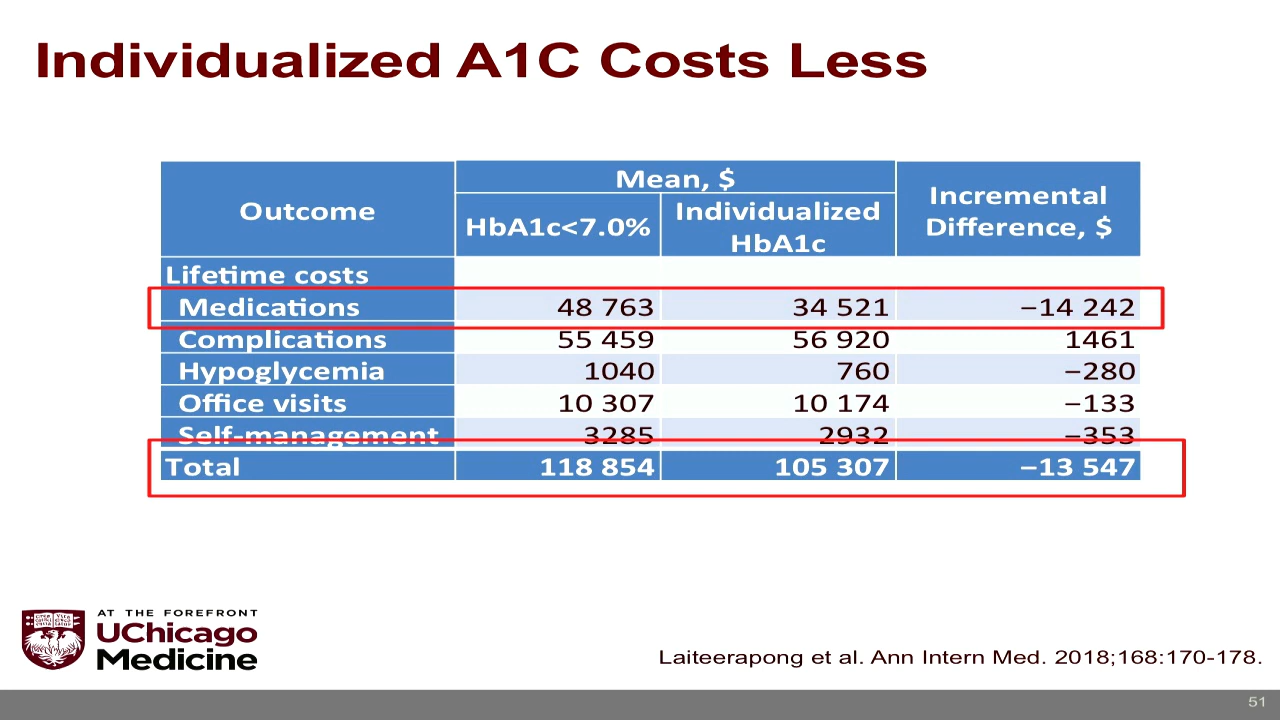 Individualized A1C Costs Less
Outcome
Mean, $
HbA1c<7.0%
Individualized
HbA1c
Incremental
Difference, $
Lifetime costs
Medications 48 763 34 521 −14 242
Complications 55 459 56 920 1461
Hypoglycemia 1040 760 −280
Office visits 10 307 10 174 −133
Self-management 3285 2932 −353
Total 118 854 105 307 −13 547
AT THE FOREFRONT
UChicago
Medicine
Laiteerapong et al. Ann Intern Med. 2018;168:170-178.
51